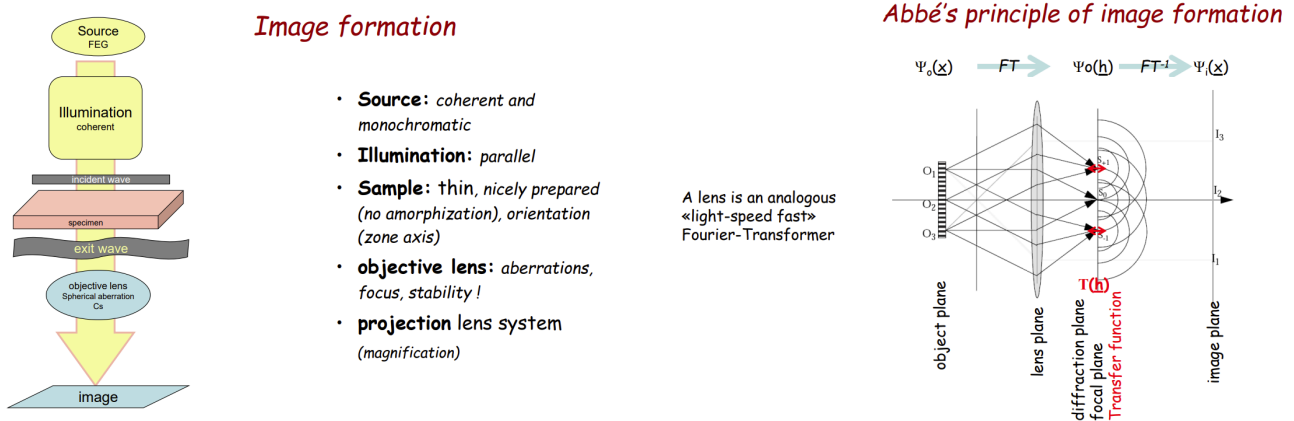 Image formation
Source
FEG
Illumination
coherent
incident wave
specimen
exit wave
objective lens
Spherical aberration
Cs
image
• Source: coherent and
monochromatic
• Illumination: parallel
• Sample: thin, nicely prepared
(no amorphization), orientation
(zone axis)
• objective lens: aberrations,
focus, stability !
• projection lens system
(magnification)
Abbé's principle of image formation
Ψo(x) FT Ψo(h) FT-1 Ψi(x)
A lens is an analogous
«light-speed fast»
Fourier-Transformer
O1
O2
O3
S+1
S0
S-1
I3
I2
I1
T(h)
object plane
lens plane
diffraction plane
focal plane
Transfer function
image plane